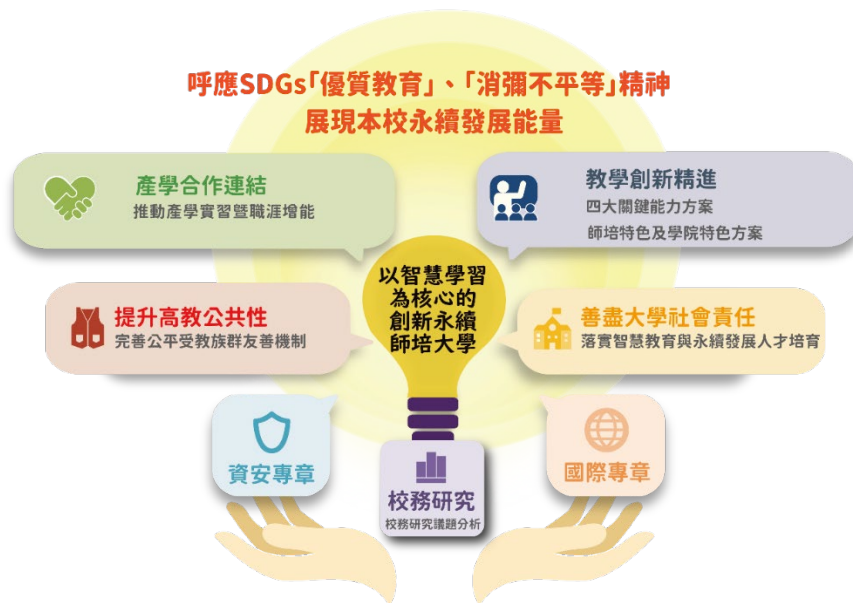 呼應SDGs「優質教育」、「消彌不平等」精神
展現本校永續發展能量
產學合作連結
推動產學實習暨職涯增能
教學創新精進
四大關鍵能力方案
師培特色及學院特色方案
以智慧學習
為核心的
創新永續
師培大學
提升高教公共性
完善公平受教族群友善機制
善盡大學社會責任
落實智慧教育與永續發展人才培育
資安專章
國際專章
校務研究
校務研究議題分析